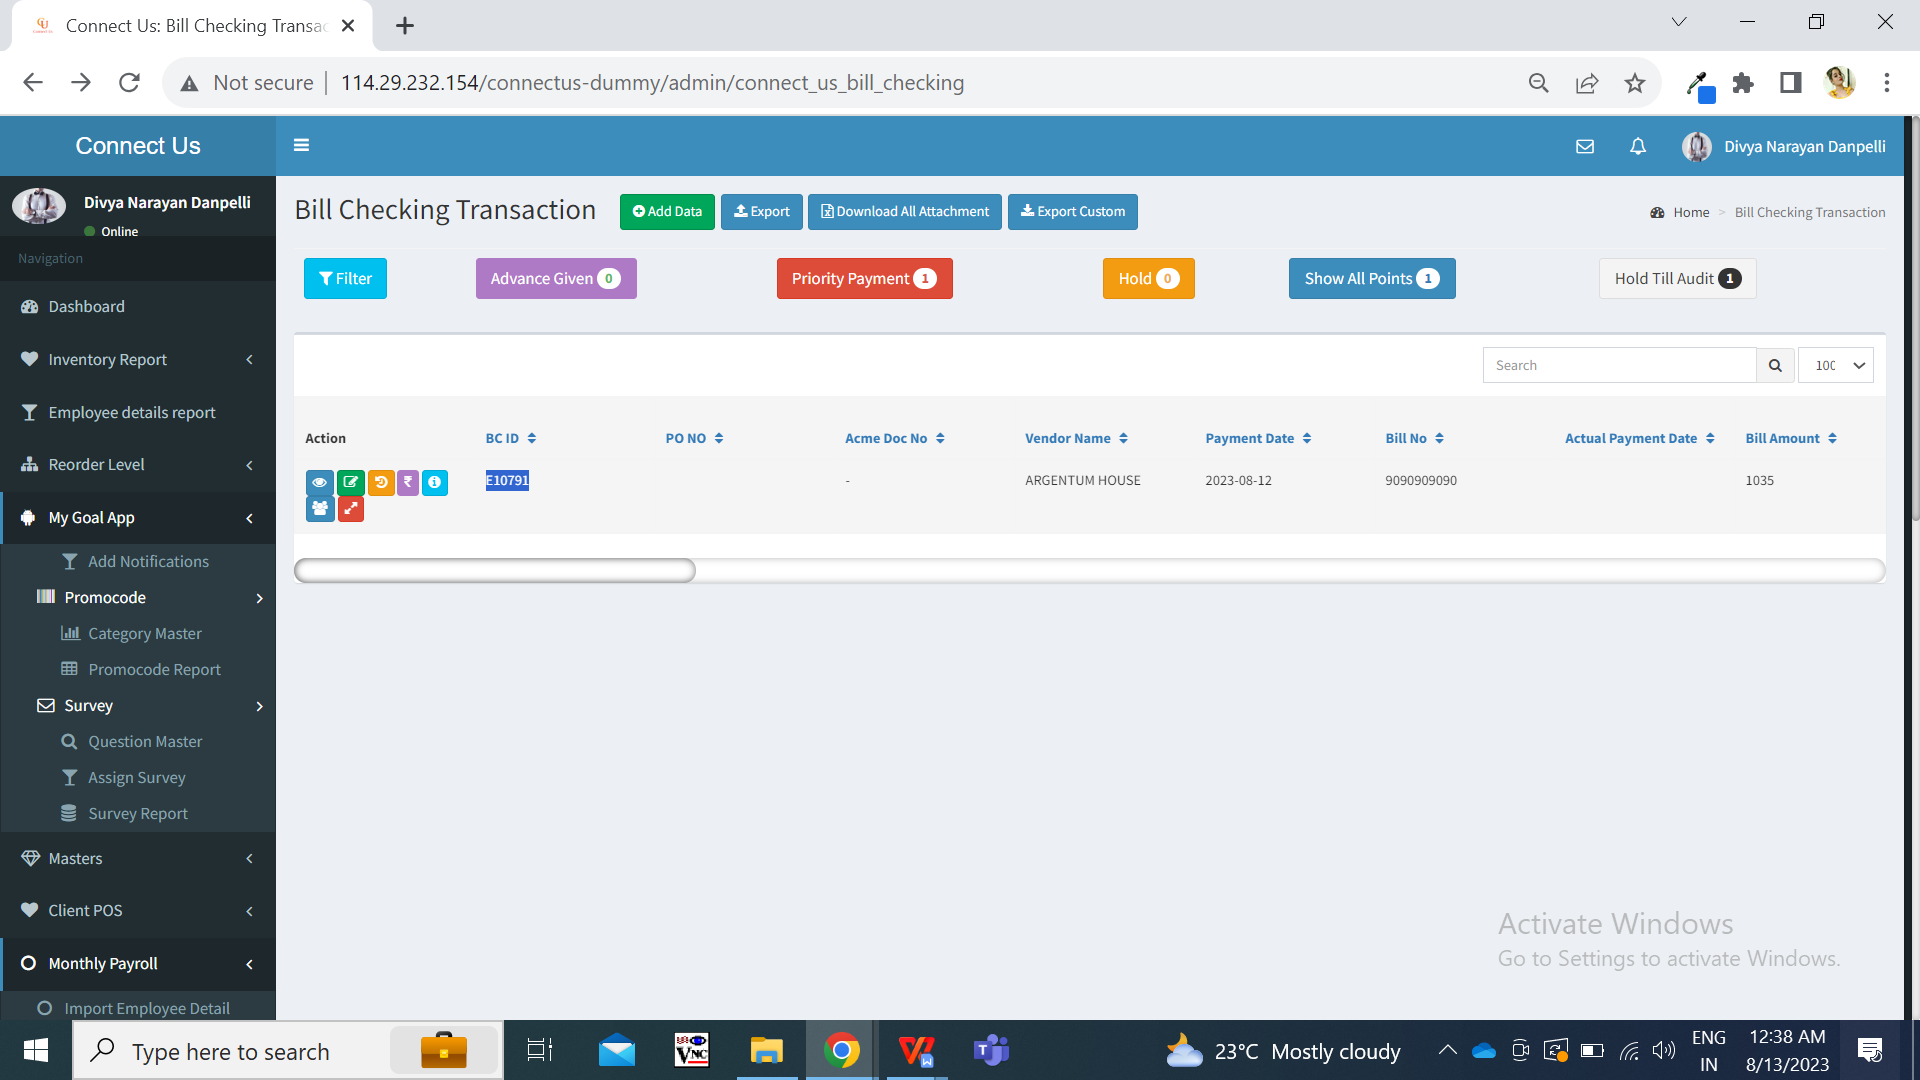 Connect Us: Bill Checking Transac
Not secure | 114.29.232.154/connectus-dummy/admin/connect_us_bill_checking
Connect Us
Divya Narayan Danpelli
Divya Narayan Danpelli
Online
Navigation
Dashboard
Inventory Report
Employee details report
Reorder Level
My Goal App
Add Notifications
Promocode
Category Master
Promocode Report
Survey
Question Master
Assign Survey
Survey Report
Masters
Client POS
Monthly Payroll
Import Employee Detail
Bill Checking Transaction
Add Data
Export
Download All Attachment
Export Custom
Home > Bill Checking Transaction
Filter
Advance Given 0
Priority Payment 1
Hold 0
Show All Points 1
Hold Till Audit 1
Search
100
Action BC ID PO NO Acme Doc No Vendor Name Payment Date Bill No Actual Payment Date Bill Amount
E10791 - ARGENTUM HOUSE 2023-08-12 9090909090 1035
Activate Windows
Go to Settings to activate Windows.
Type here to search
23°C Mostly cloudy
ENG
IN
12:38 AM
8/13/2023